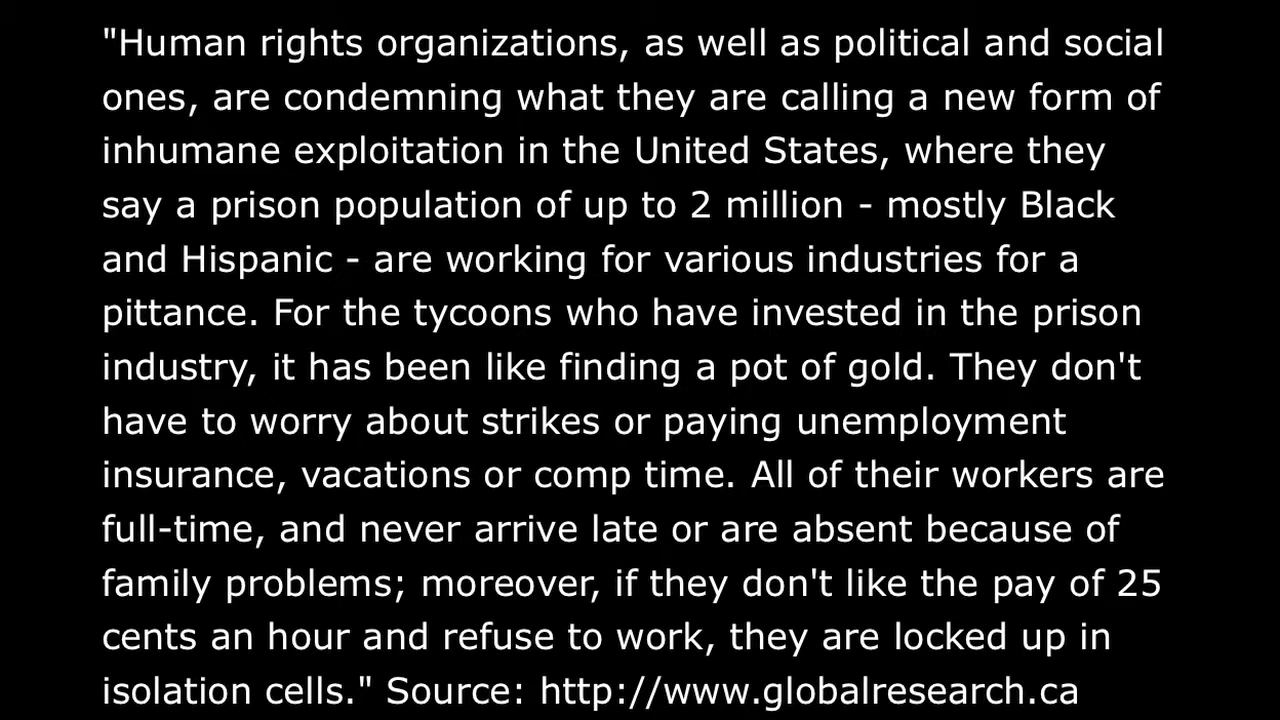 "Human rights organizations, as well as political and social
ones, are condemning what they are calling a new form of
inhumane exploitation in the United States, where they
say a prison population of up to 2 million - mostly Black
and Hispanic - are working for various industries for a
pittance. For the tycoons who have invested in the prison
industry, it has been like finding a pot of gold. They don't
have to worry about strikes or paying unemployment
insurance, vacations or comp time. All of their workers are
full-time, and never arrive late or are absent because of
family problems; moreover, if they don't like the pay of 25
cents an hour and refuse to work, they are locked up in
isolation cells." Source: http://www.globalresearch.ca